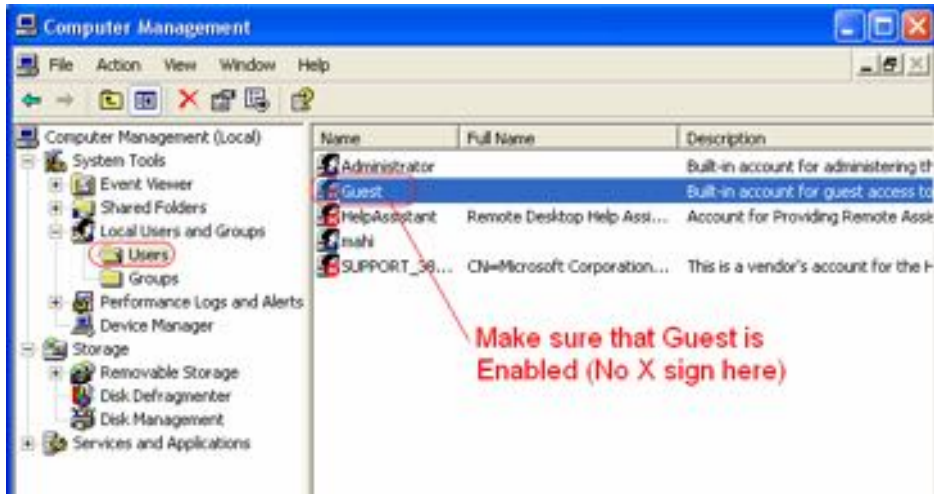 Computer Management
File Action View Window Help
Computer Management (Local)
System Tools
Event Viewer
Shared Folders
Local Users and Groups
Users
Groups
Performance Logs and Alerts
Device Manager
Storage
Removable Storage
Disk Defragmenter
Disk Management
Services and Applications
Name Full Name Description
Administrator Built-in account for administering th
Guest Built-in account for guest access to
HelpAssistant Remote Desktop Help Assi... Account for Providing Remote Assis
mahi
SUPPORT_38... CN=Microsoft Corporation... This is a vendor's account for the H
Make sure that Guest is
Enabled (No X sign here)